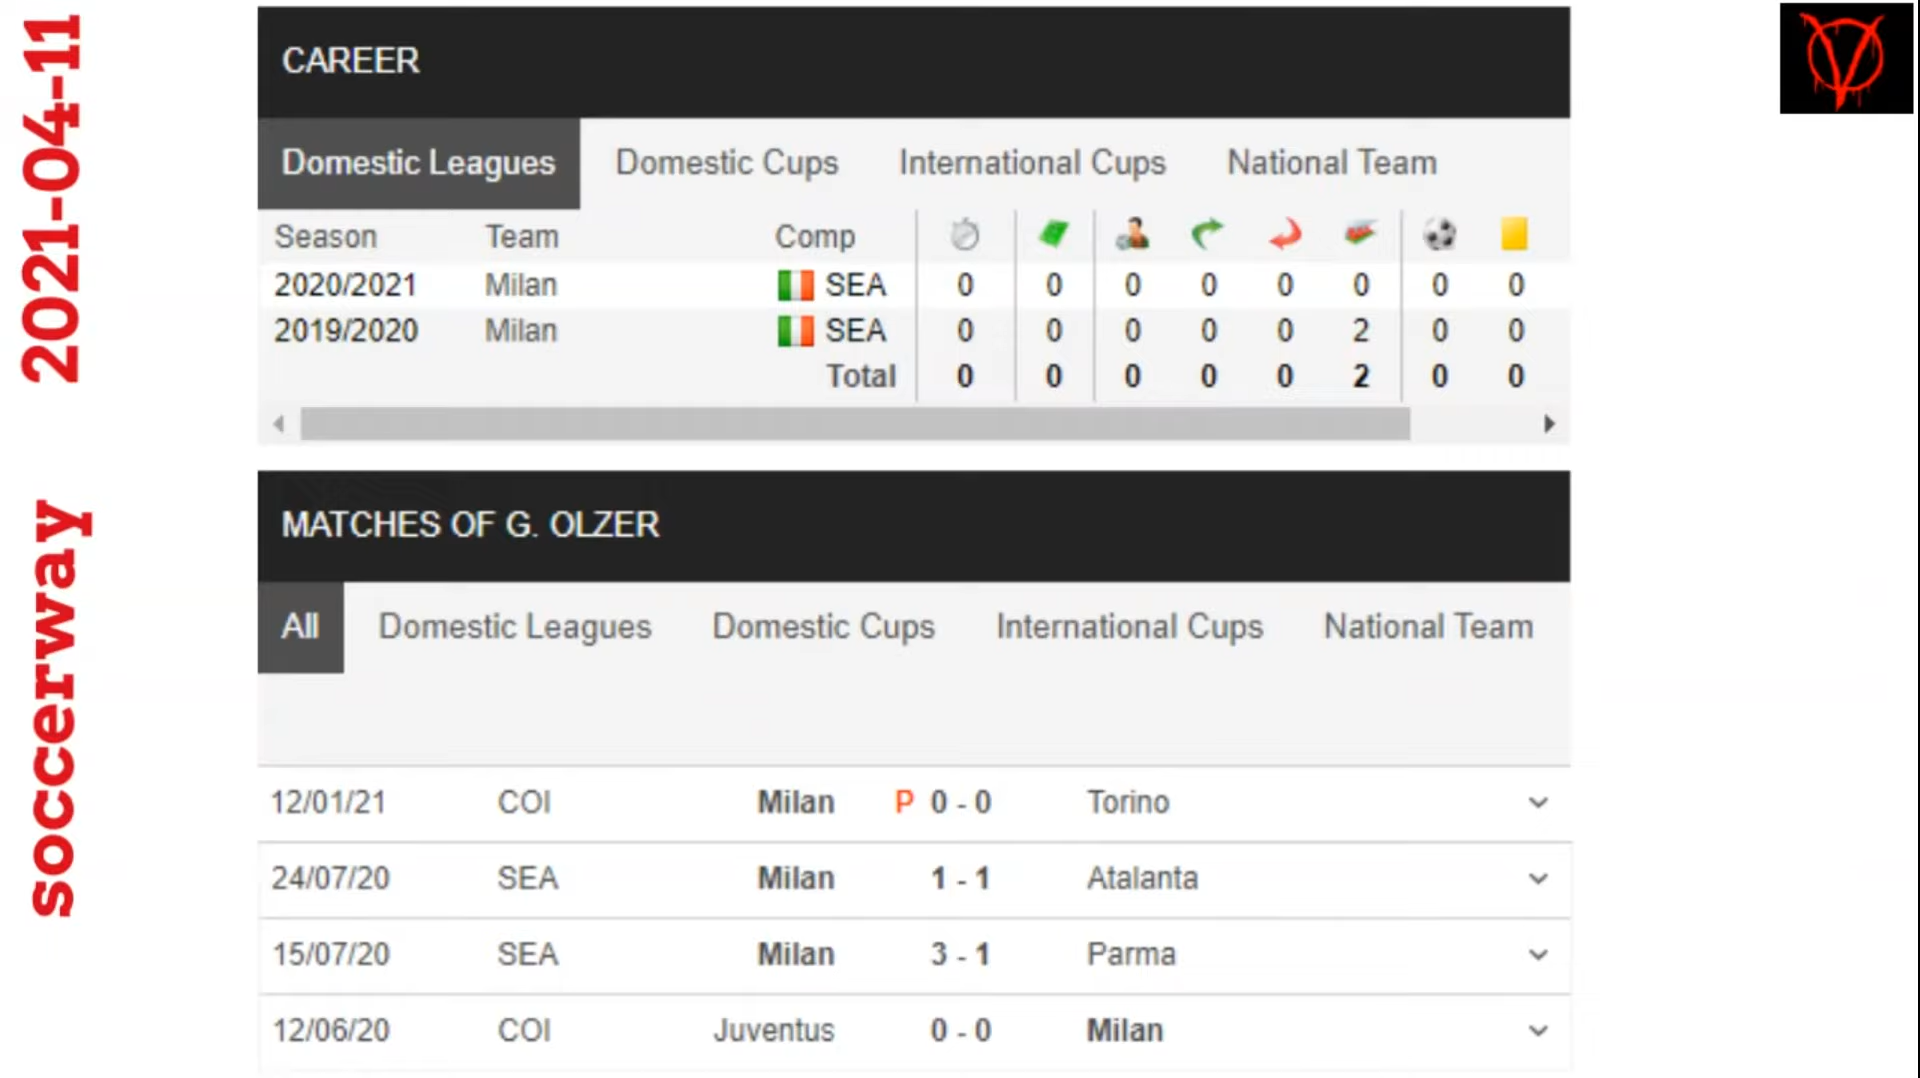 2021-04-11
soccerway
CAREER
Domestic Leagues Domestic Cups International Cups National Team
Season Team Comp
2020/2021 Milan SEA 0 0 0 0 0 0 0 0
2019/2020 Milan SEA 0 0 0 0 0 2 0 0
Total 0 0 0 0 0 2 0 0
MATCHES OF G. OLZER
All Domestic Leagues Domestic Cups International Cups National Team
12/01/21 COI Milan P 0 - 0 Torino
24/07/20 SEA Milan 1 - 1 Atalanta
15/07/20 SEA Milan 3 - 1 Parma
12/06/20 COI Juventus 0 - 0 Milan
V